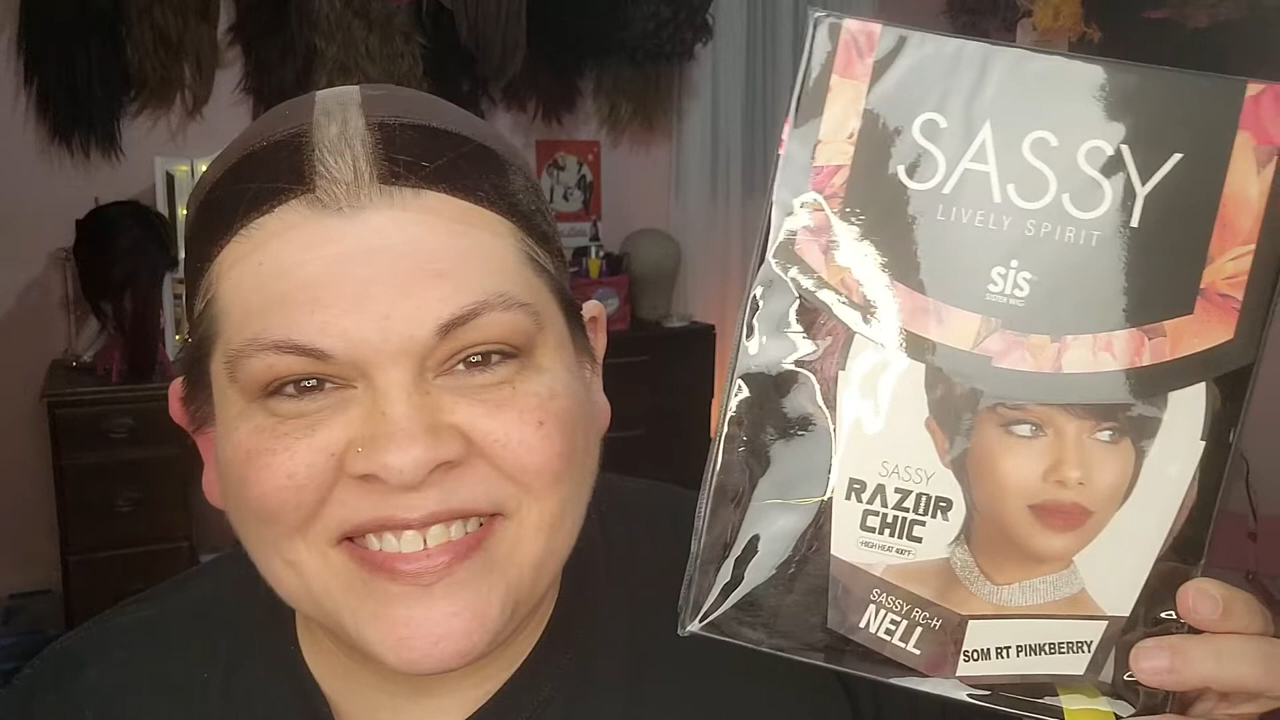 SASSY
LIVELY SPIRIT
sis
SISTER WIG
SASSY
RAZOR
CHIC
HIGH HEAT 400°F
SASSY RC-H
NELL
SOM RT PINKBERRY